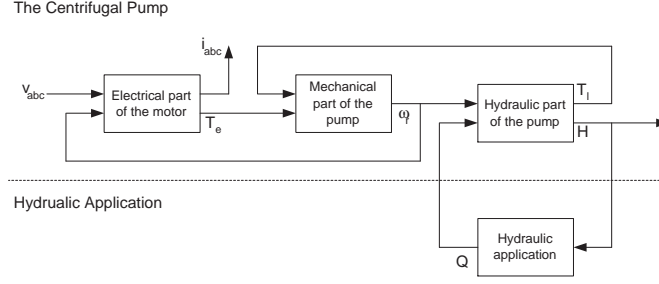 The Centrifugal Pump
i_abc
v_abc
Electrical part
of the motor
T_e
Mechanical
part of the
pump
ω_r
Hydraulic part
of the pump
T_l
H
Hydrualic Application
Hydraulic
application
Q